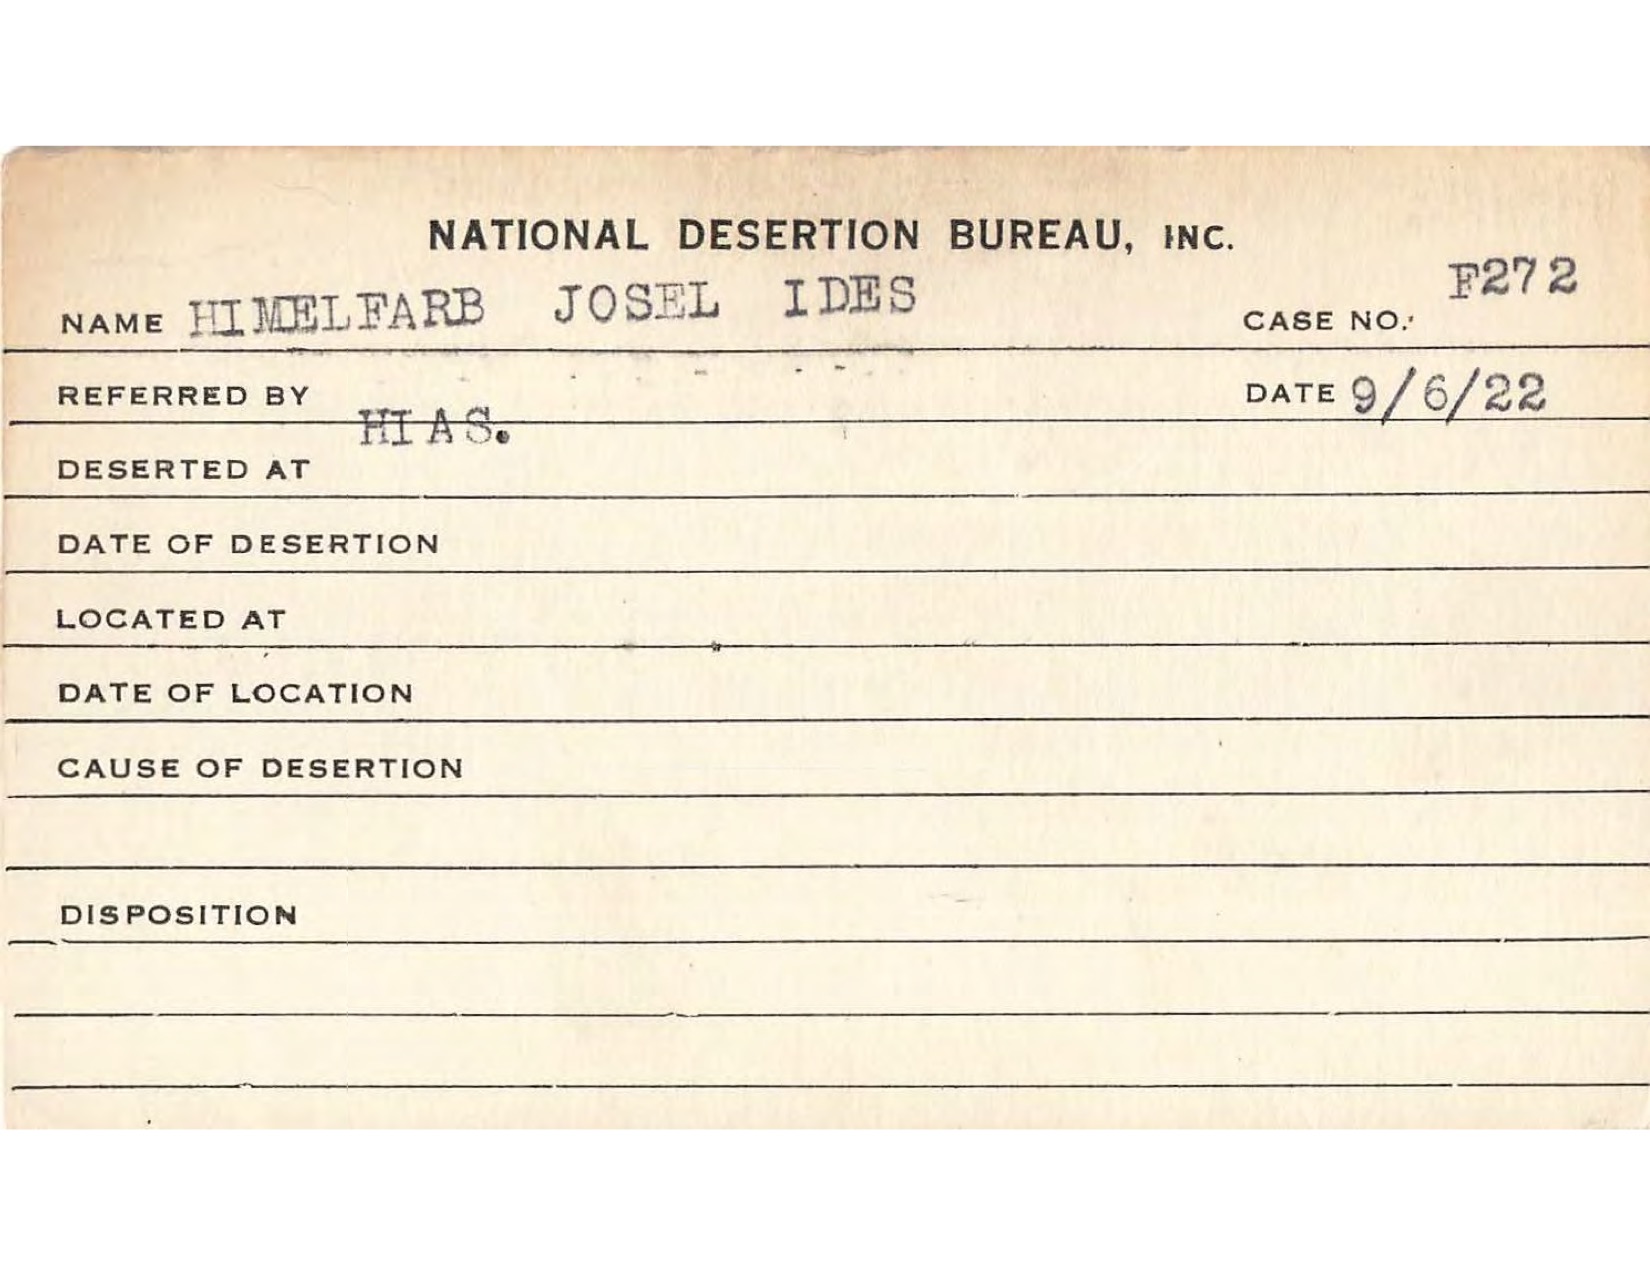 NATIONAL DESERTION BUREAU, INC.
NAME HIMELFARB JOSEL IDES CASE NO. F272
REFERRED BY HIAS. DATE 9/6/22
DESERTED AT
DATE OF DESERTION
LOCATED AT
DATE OF LOCATION
CAUSE OF DESERTION
DISPOSITION